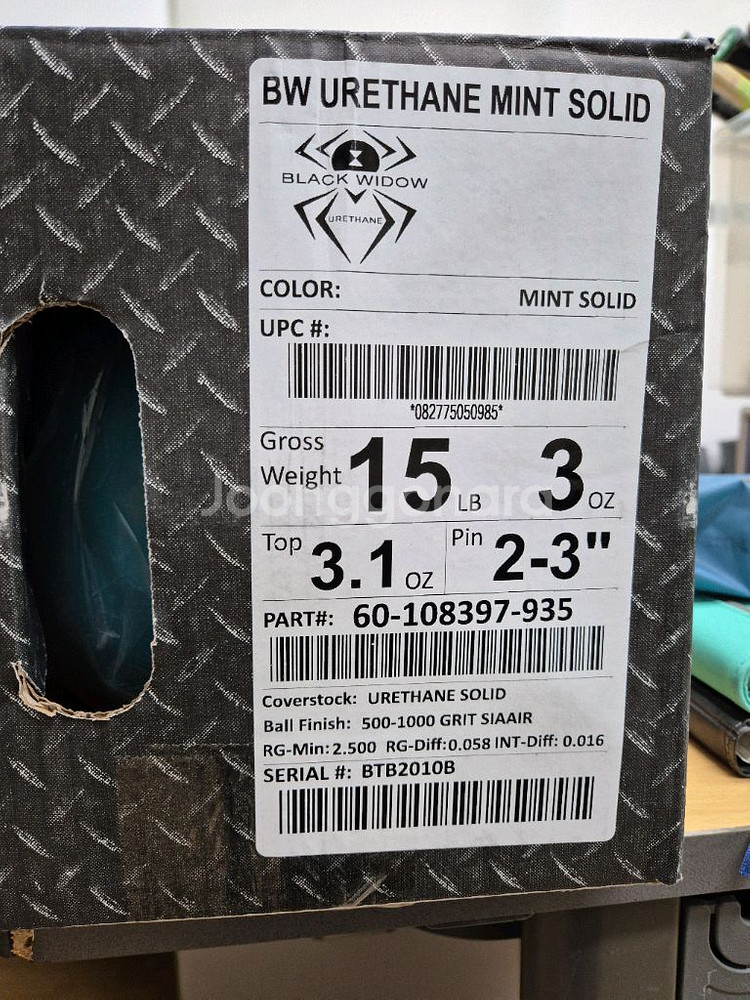 BW URETHANE MINT SOLID
BLACK WIDOW
URETHANE
COLOR: MINT SOLID
UPC #:
*082775050985*
Gross Weight 15 LB 3 OZ
Top 3.1 OZ Pin 2-3"
PART#: 60-108397-935
Coverstock: URETHANE SOLID
Ball Finish: 500-1000 GRIT SIAAIR
RG-Min: 2.500 RG-Diff: 0.058 INT-Diff: 0.016
SERIAL #: BTB2010B
Joonggonara